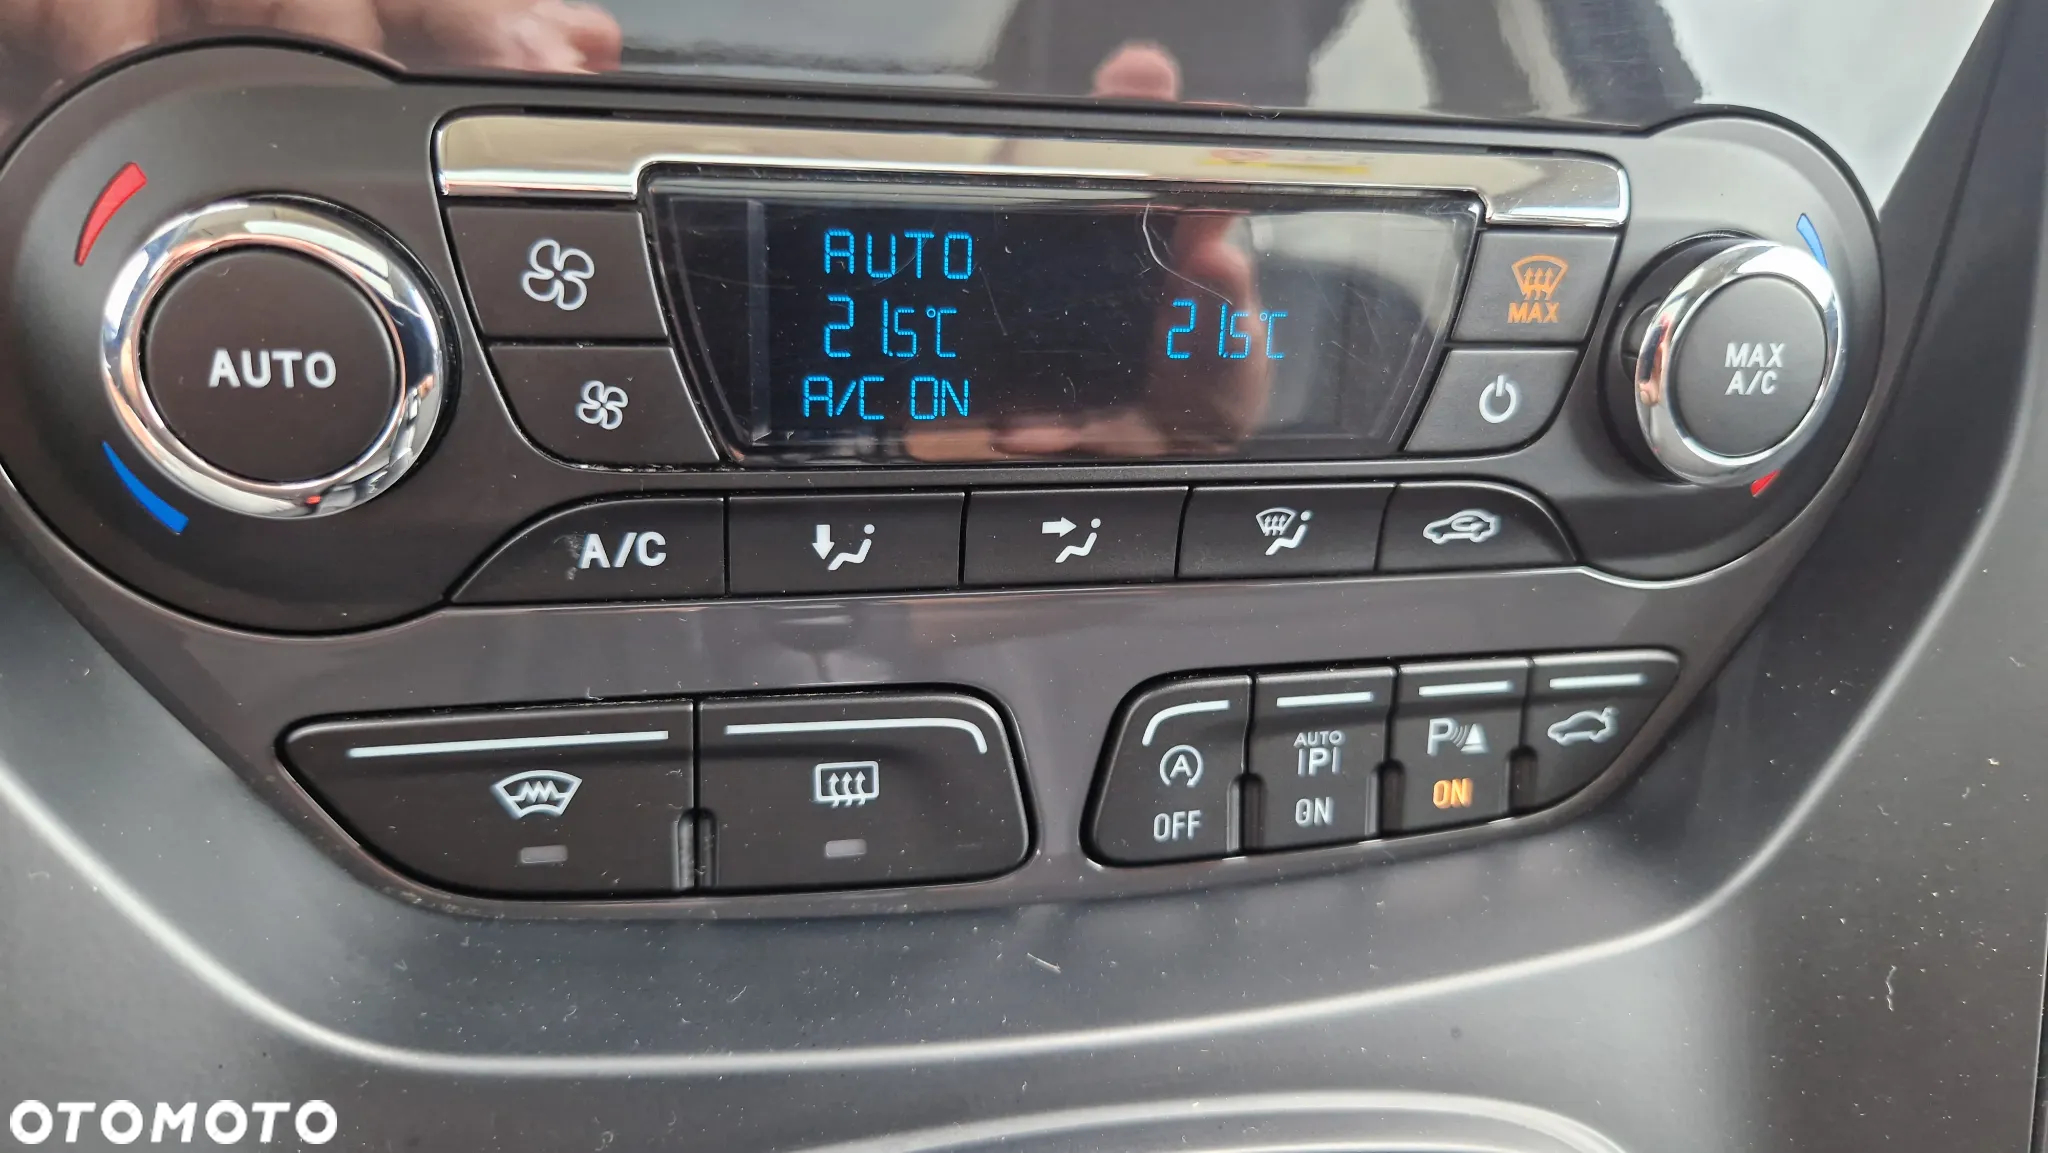 AUTO
AUTO
21.5°C 21.5°C
A/C ON
MAX
MAX
A/C
A/C
OFF
AUTO
P
ON
P
ON
OTOMOTO